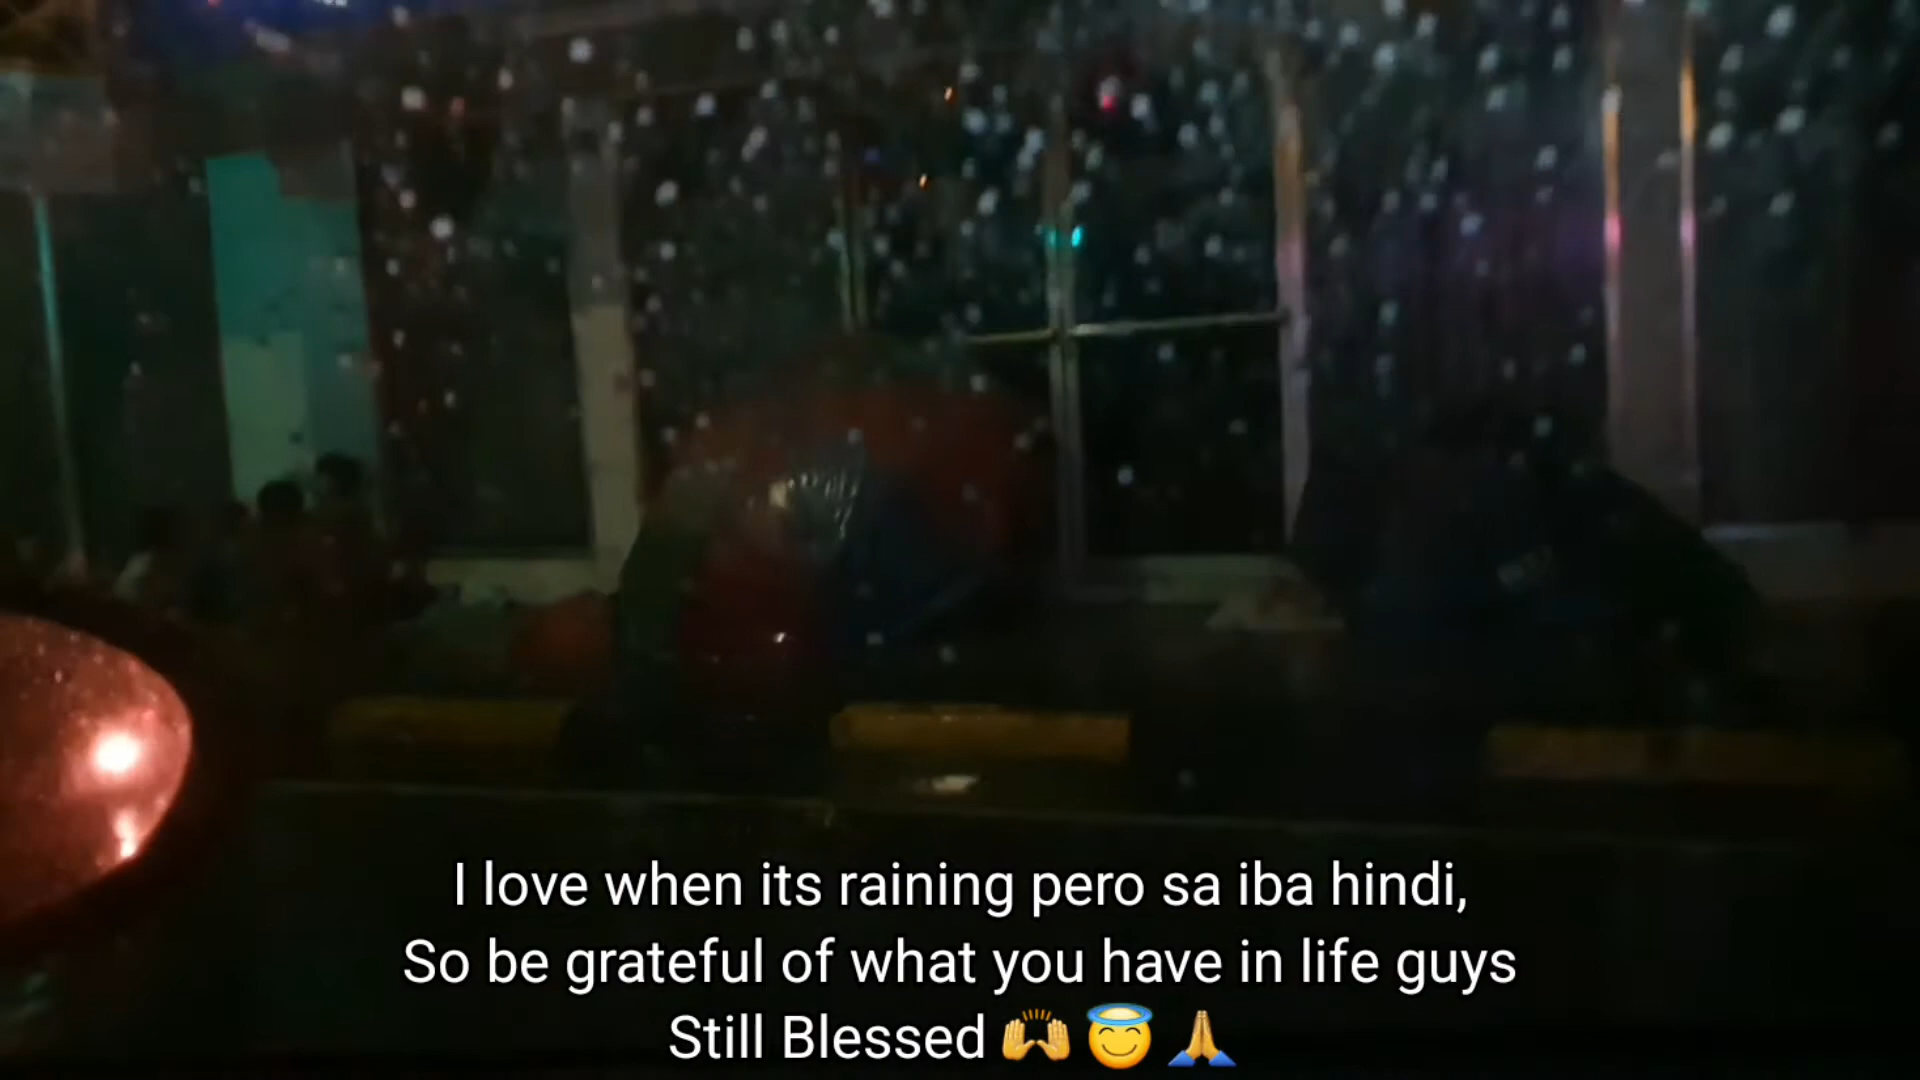 I love when its raining pero sa iba hindi,
So be grateful of what you have in life guys
Still Blessed 🙌 😇 🙏